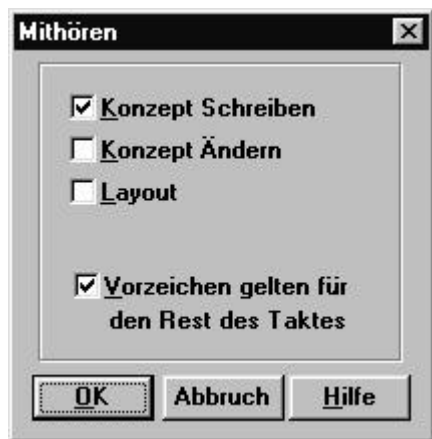 Mithören
Konzept Schreiben
Konzept Ändern
Layout
Vorzeichen gelten für
den Rest des Taktes
OK Abbruch Hilfe